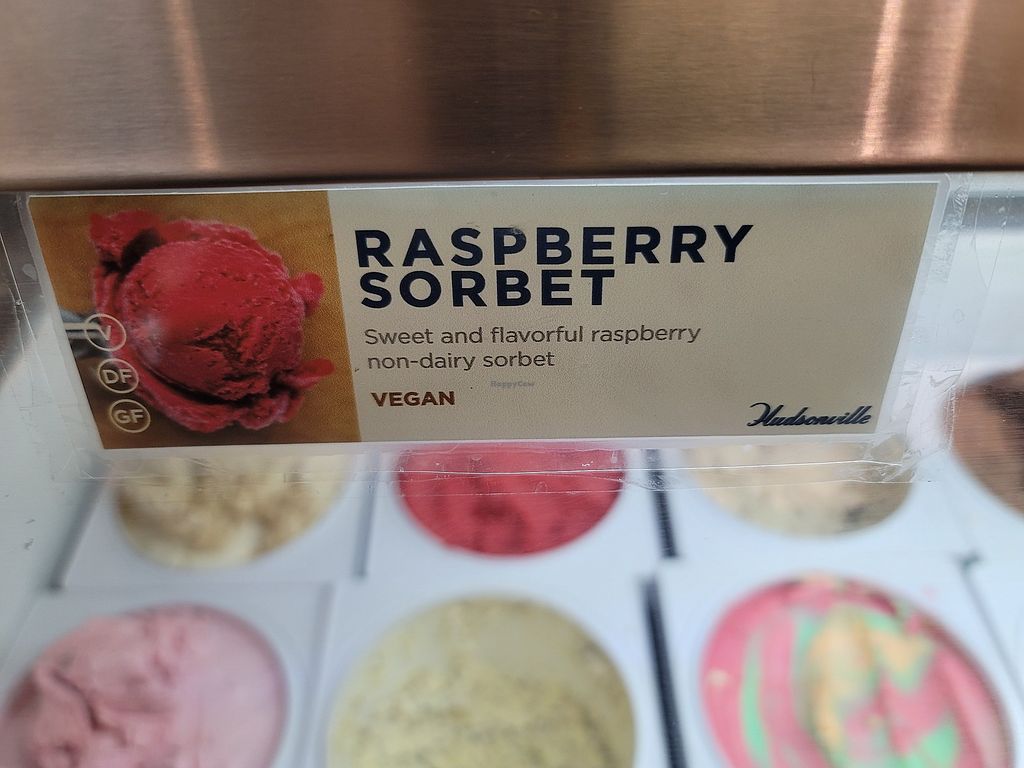 RASPBERRY
SORBET
Sweet and flavorful raspberry
non-dairy sorbet
HappyCow
VEGAN
V
DF
GF
Hudsonville